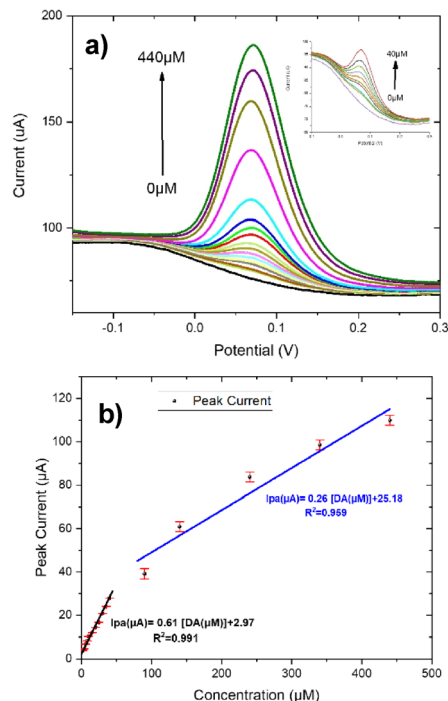 a)
200
150
100
Current (uA)
440µM
0µM
40µM
0µM
-0.1
0.0
0.1
0.2
0.3
Potential (V)
b)
Peak Current
120
100
80
60
40
20
0
Peak Current (µA)
Ipa(µA)= 0.26 [DA(µM)]+25.18
R²=0.959
Ipa(µA)= 0.61 [DA(µM)]+2.97
R²=0.991
0
100
200
300
400
500
Concentration (µM)